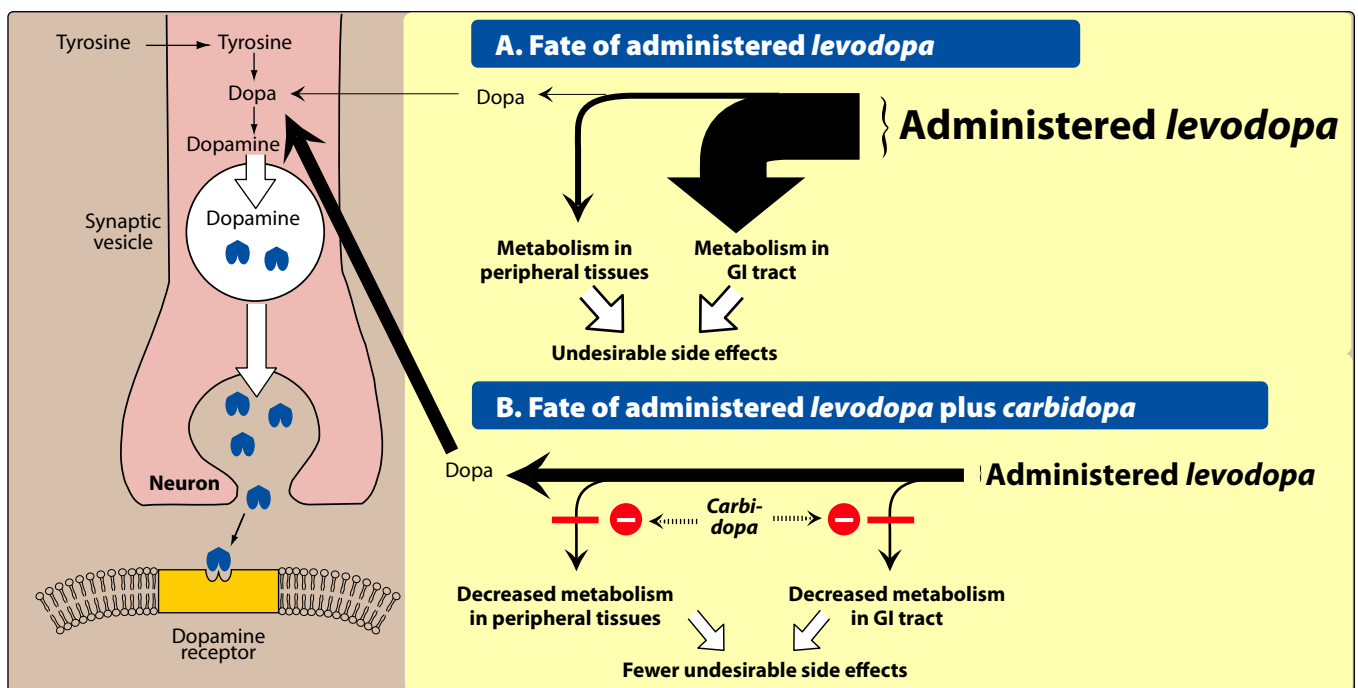 Tyrosine
Tyrosine
Dopa
Dopamine
Dopamine
Synaptic
vesicle
Neuron
Dopamine
receptor
A. Fate of administered levodopa
Dopa
Administered levodopa
Metabolism in
peripheral tissues
Metabolism in
GI tract
Undesirable side effects
B. Fate of administered levodopa plus carbidopa
Dopa
Administered levodopa
Carbi-
dopa
Decreased metabolism
in peripheral tissues
Decreased metabolism
in GI tract
Fewer undesirable side effects